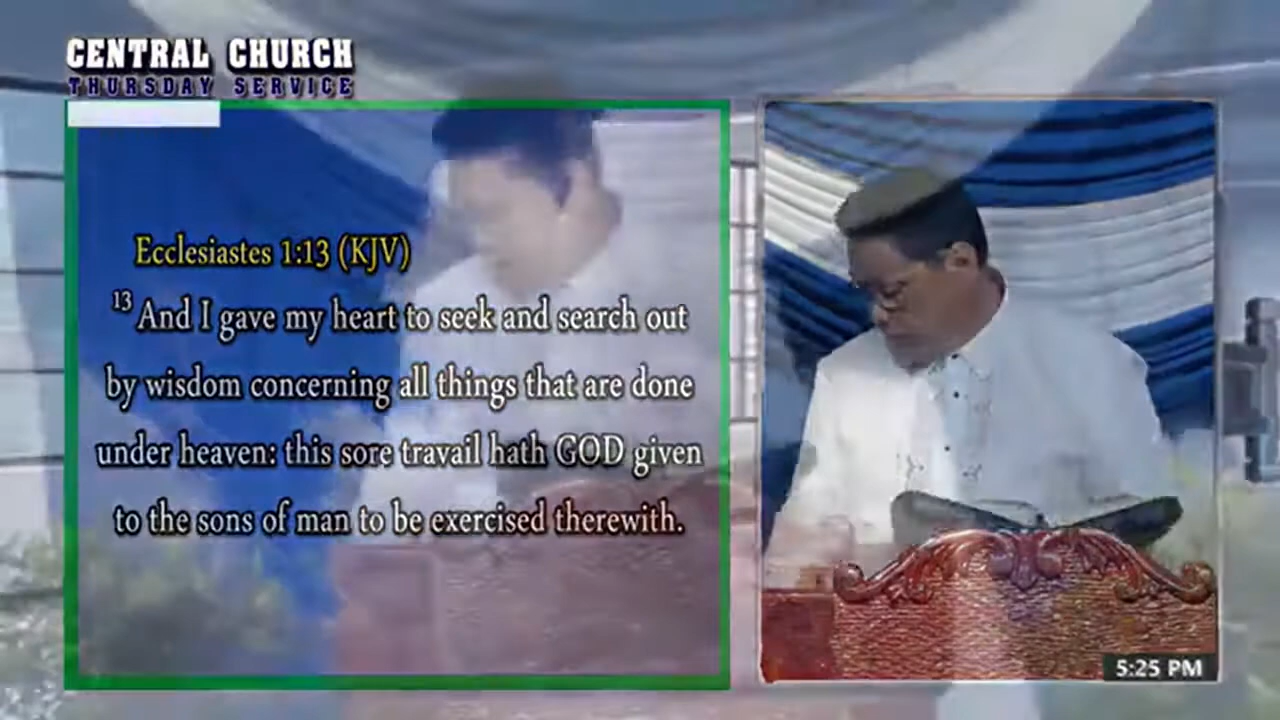 CENTRAL CHURCH
THURSDAY SERVICE
Ecclesiastes 1:13 (KJV)
13 And I gave my heart to seek and search out
by wisdom concerning all things that are done
under heaven: this sore travail hath GOD given
to the sons of man to be exercised therewith.
5:25 PM